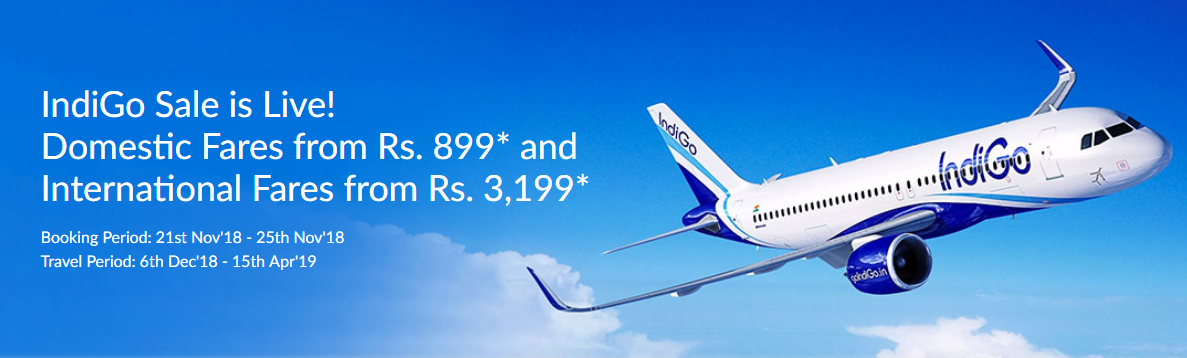 IndiGo Sale is Live!
Domestic Fares from Rs. 899* and
International Fares from Rs. 3,199*
Booking Period: 21st Nov'18 - 25th Nov'18
Travel Period: 6th Dec'18 - 15th Apr'19
IndiGo
IndiGo
goIndiGo.in